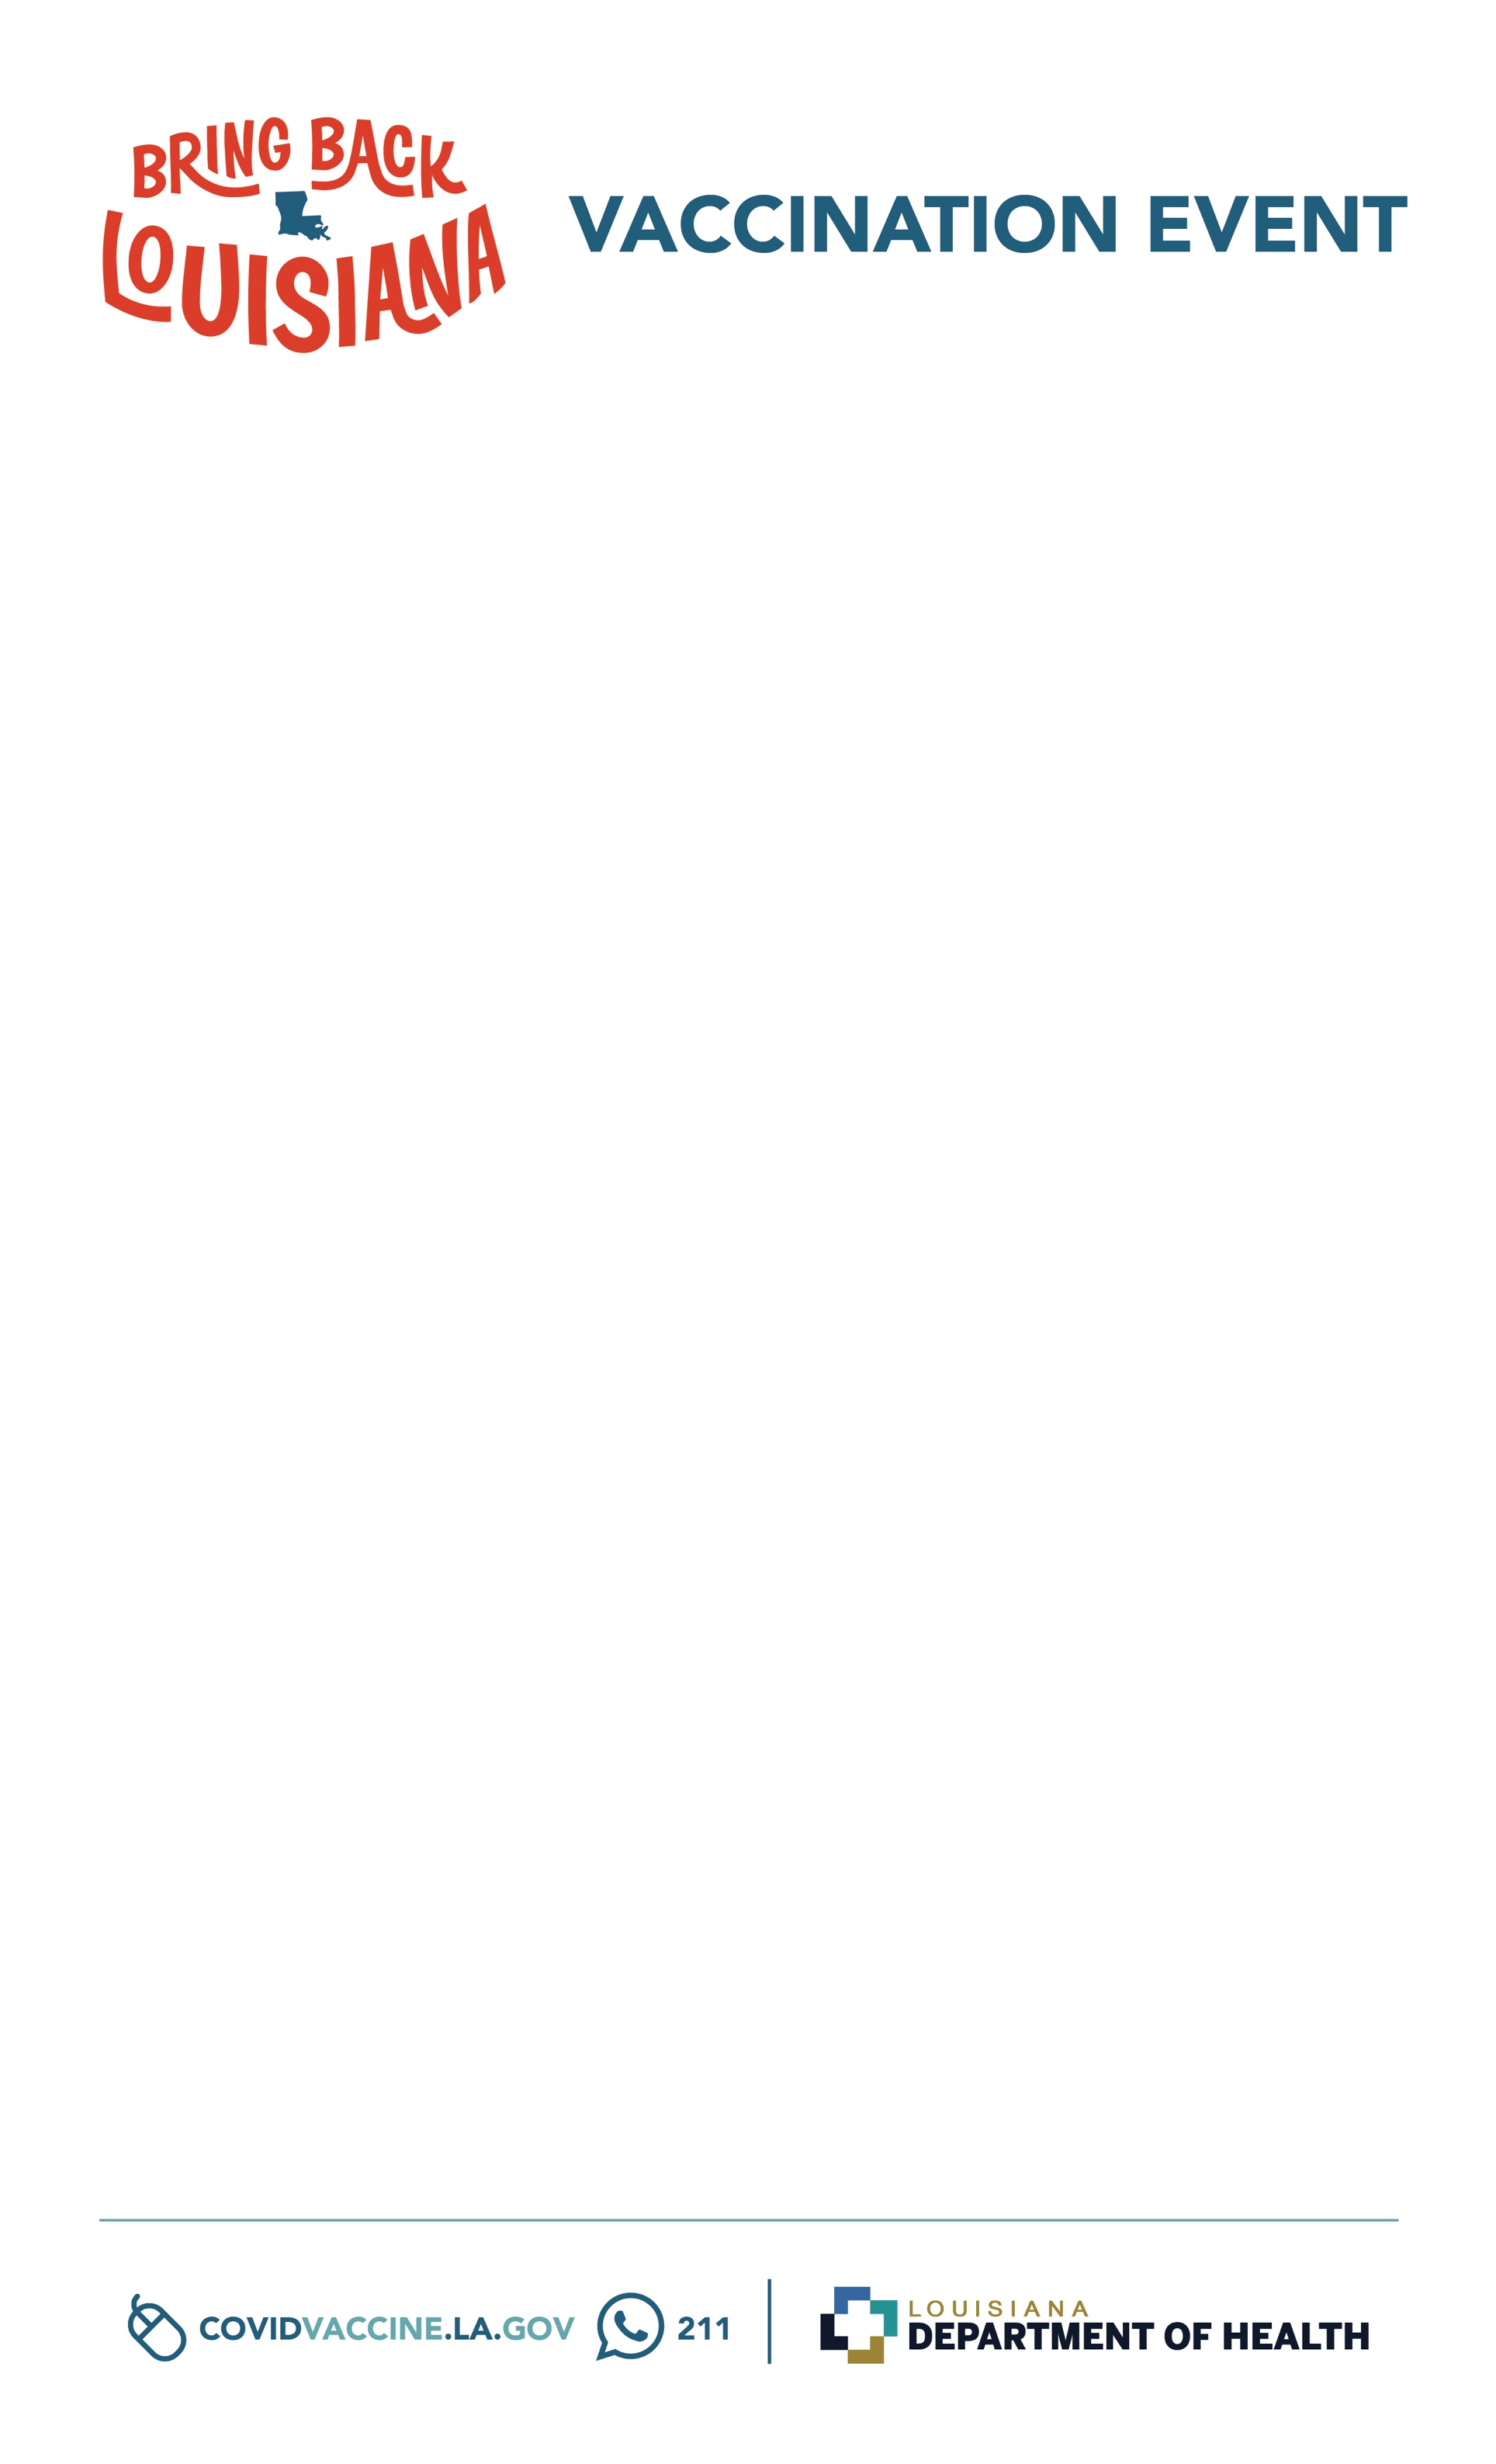 BRING BACK
LOUISIANA
VACCINATION EVENT
COVIDVACCINE.LA.GOV
211
LOUISIANA
DEPARTMENT OF HEALTH